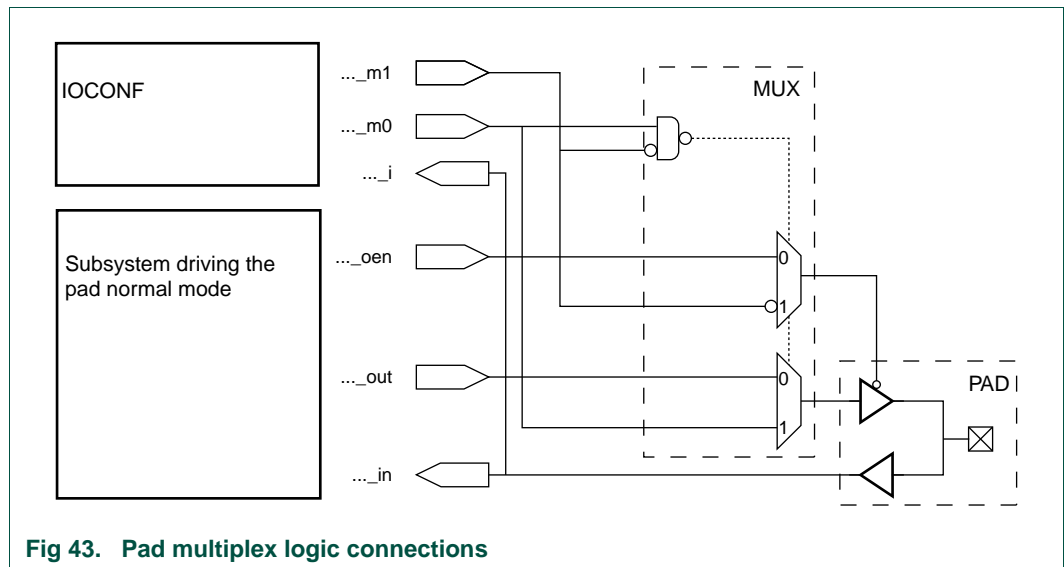 IOCONF
..._m1
..._m0
..._i
MUX
Subsystem driving the
pad normal mode
..._oen
0
1
..._out
0
1
..._in
PAD
Fig 43. Pad multiplex logic connections